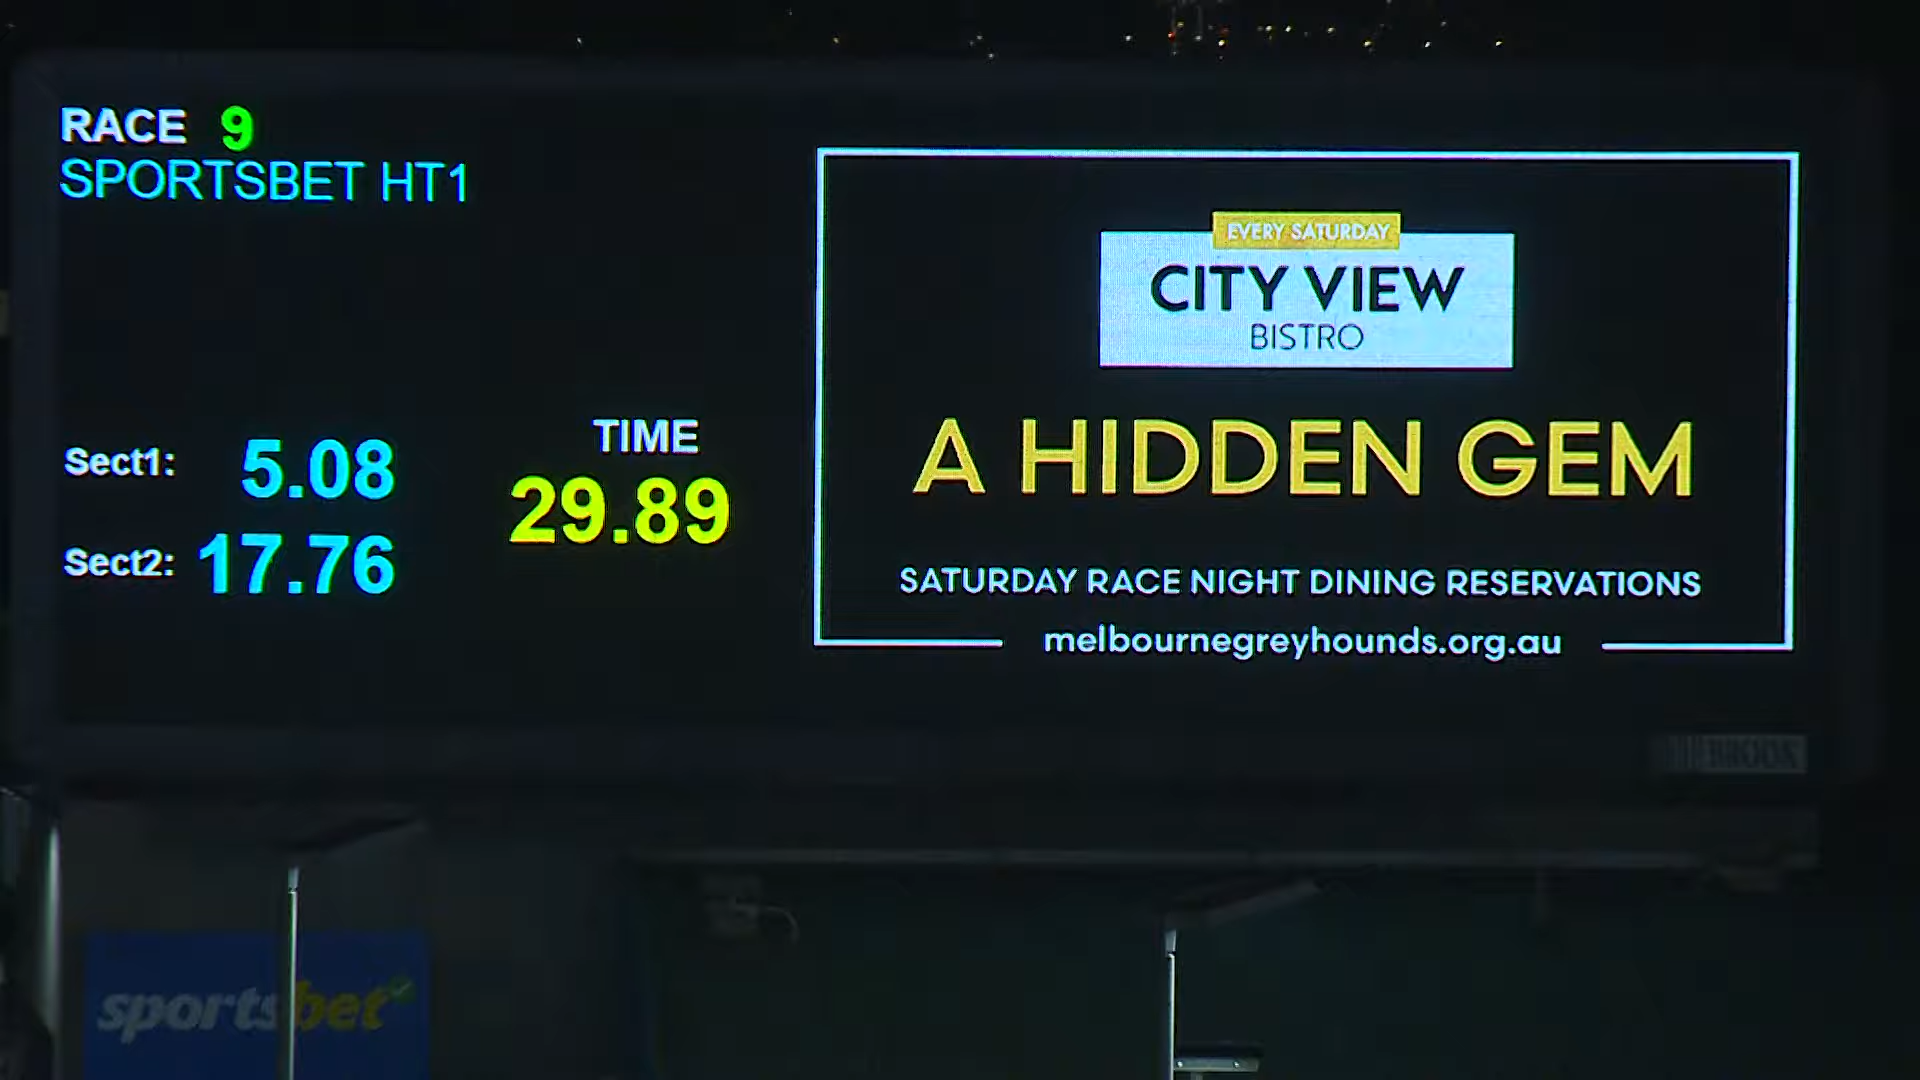 RACE 9
SPORTSBET HT1
Sect1: 5.08
Sect2: 17.76
TIME
29.89
EVERY SATURDAY
CITY VIEW
BISTRO
A HIDDEN GEM
SATURDAY RACE NIGHT DINING RESERVATIONS
melbournegreyhounds.org.au
sportsbet